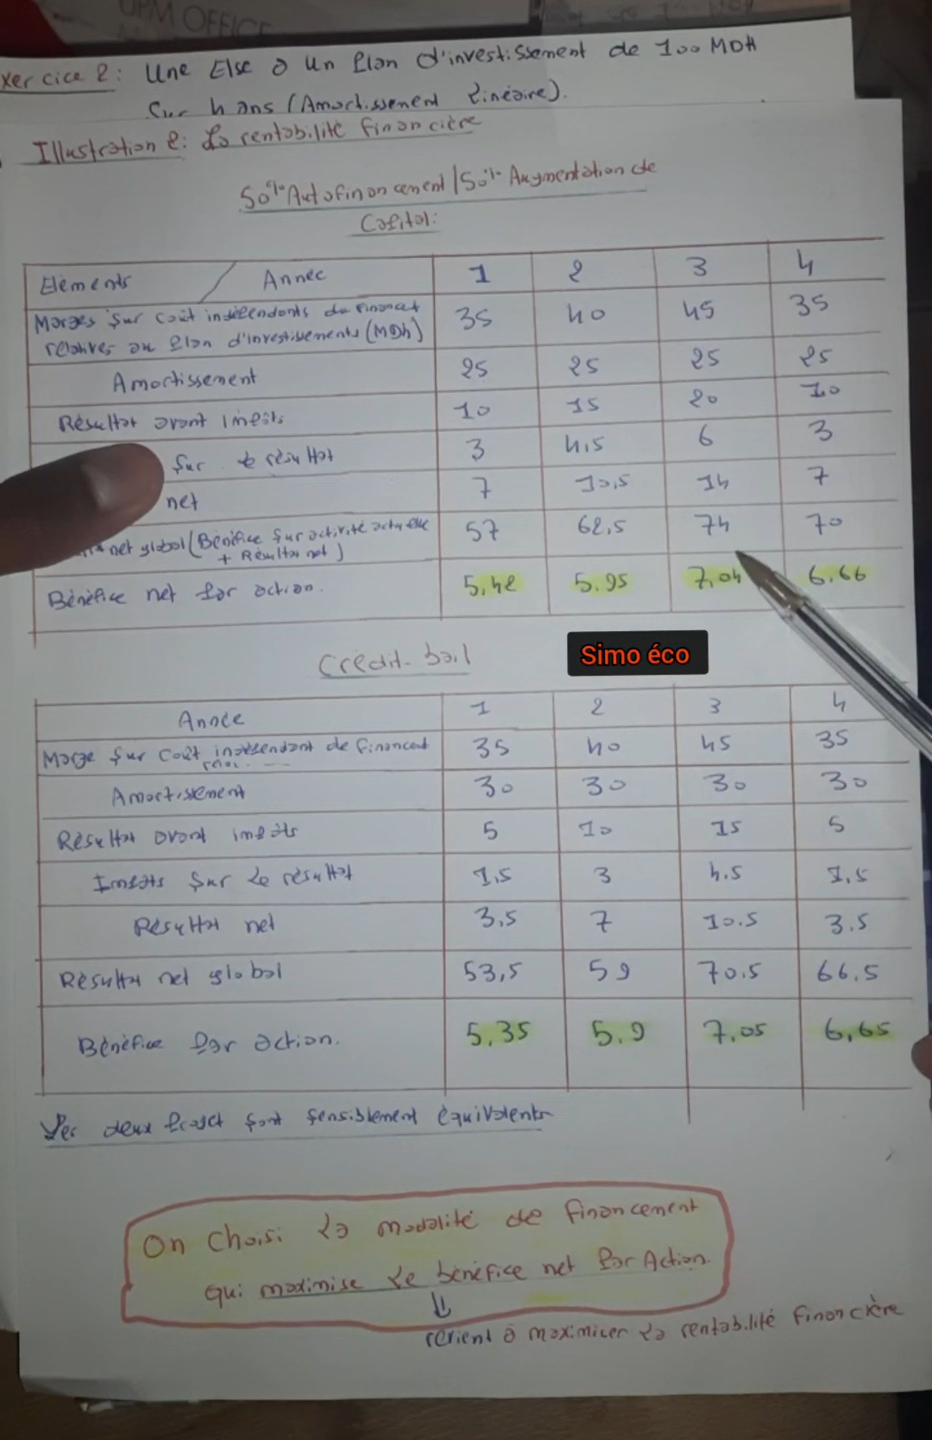 UPM OFFICE
xercice 2: Une Else a un plan d'investissement de 100 MDH
sur 4 ans (Amortissement linéaire).
Illustration 2: La rentabilité financière
50% Autofinancement / 50% Augmentation de
Capital:
Eléments / Année 1 2 3 4
Marges sur coût indépendants du financet
relatives au plan d'investissements (MDh) 35 40 45 35
Amortissement 25 25 25 25
Résultat avant impôts 10 15 20 10
sur le résultat 3 4,5 6 3
net 7 10,5 14 7
net global (Bénéfice sur activité actuelle
+ Résultat net) 57 62,5 74 70
Bénéfice net par action. 5,42 5.95 7,04 6.66
Crédit-bail
Simo éco
Année 1 2 3 4
Marge sur coût indépendant de financent 35 40 45 35
Amortissement 30 30 30 30
Résultat avant impôts 5 10 15 5
Impôts sur le résultat 1,5 3 4.5 1,5
Résultat net 3,5 7 10.5 3.5
Résultat net global 53,5 59 70.5 66.5
Bénéfice par action. 5,35 5.9 7,05 6,65
Les deux projet sont sensiblement équivalents
On choisi la modalité de financement
qui maximise le bénéfice net par Action.
revient à maximiser la rentabilité financière